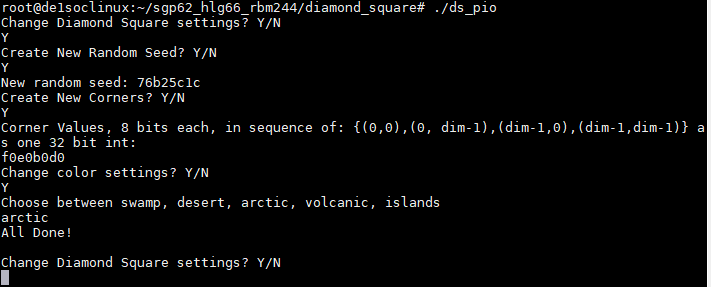 root@de1soclinux:~/sgp62_hlg66_rbm244/diamond_square# ./ds_pio
Change Diamond Square settings? Y/N
Y
Create New Random Seed? Y/N
Y
New random seed: 76b25c1c
Create New Corners? Y/N
Y
Corner Values, 8 bits each, in sequence of: {(0,0),(0, dim-1),(dim-1,0),(dim-1,dim-1)} a
s one 32 bit int:
f0e0b0d0
Change color settings? Y/N
Y
Choose between swamp, desert, arctic, volcanic, islands
arctic
All Done!
Change Diamond Square settings? Y/N